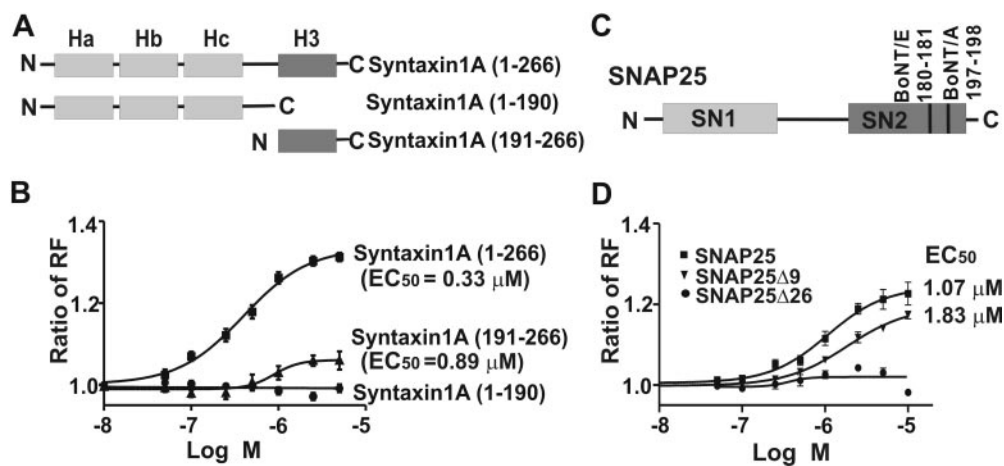 A
Ha Hb Hc H3
N C Syntaxin1A (1-266)
N C Syntaxin1A (1-190)
N C Syntaxin1A (191-266)
B
Ratio of RF
1.4
1.2
1.0
Syntaxin1A (1-266)
(EC50 = 0.33 μM)
Syntaxin1A (191-266)
(EC50 =0.89 μM)
Syntaxin1A (1-190)
-8 -7 -6 -5
Log M
C
SNAP25
BoNT/E
180-181
BoNT/A
197-198
N SN1 SN2 C
D
Ratio of RF
1.4
1.2
1.0
SNAP25
SNAP25Δ9
SNAP25Δ26
EC50
1.07 μM
1.83 μM
-8 -7 -6 -5
Log M